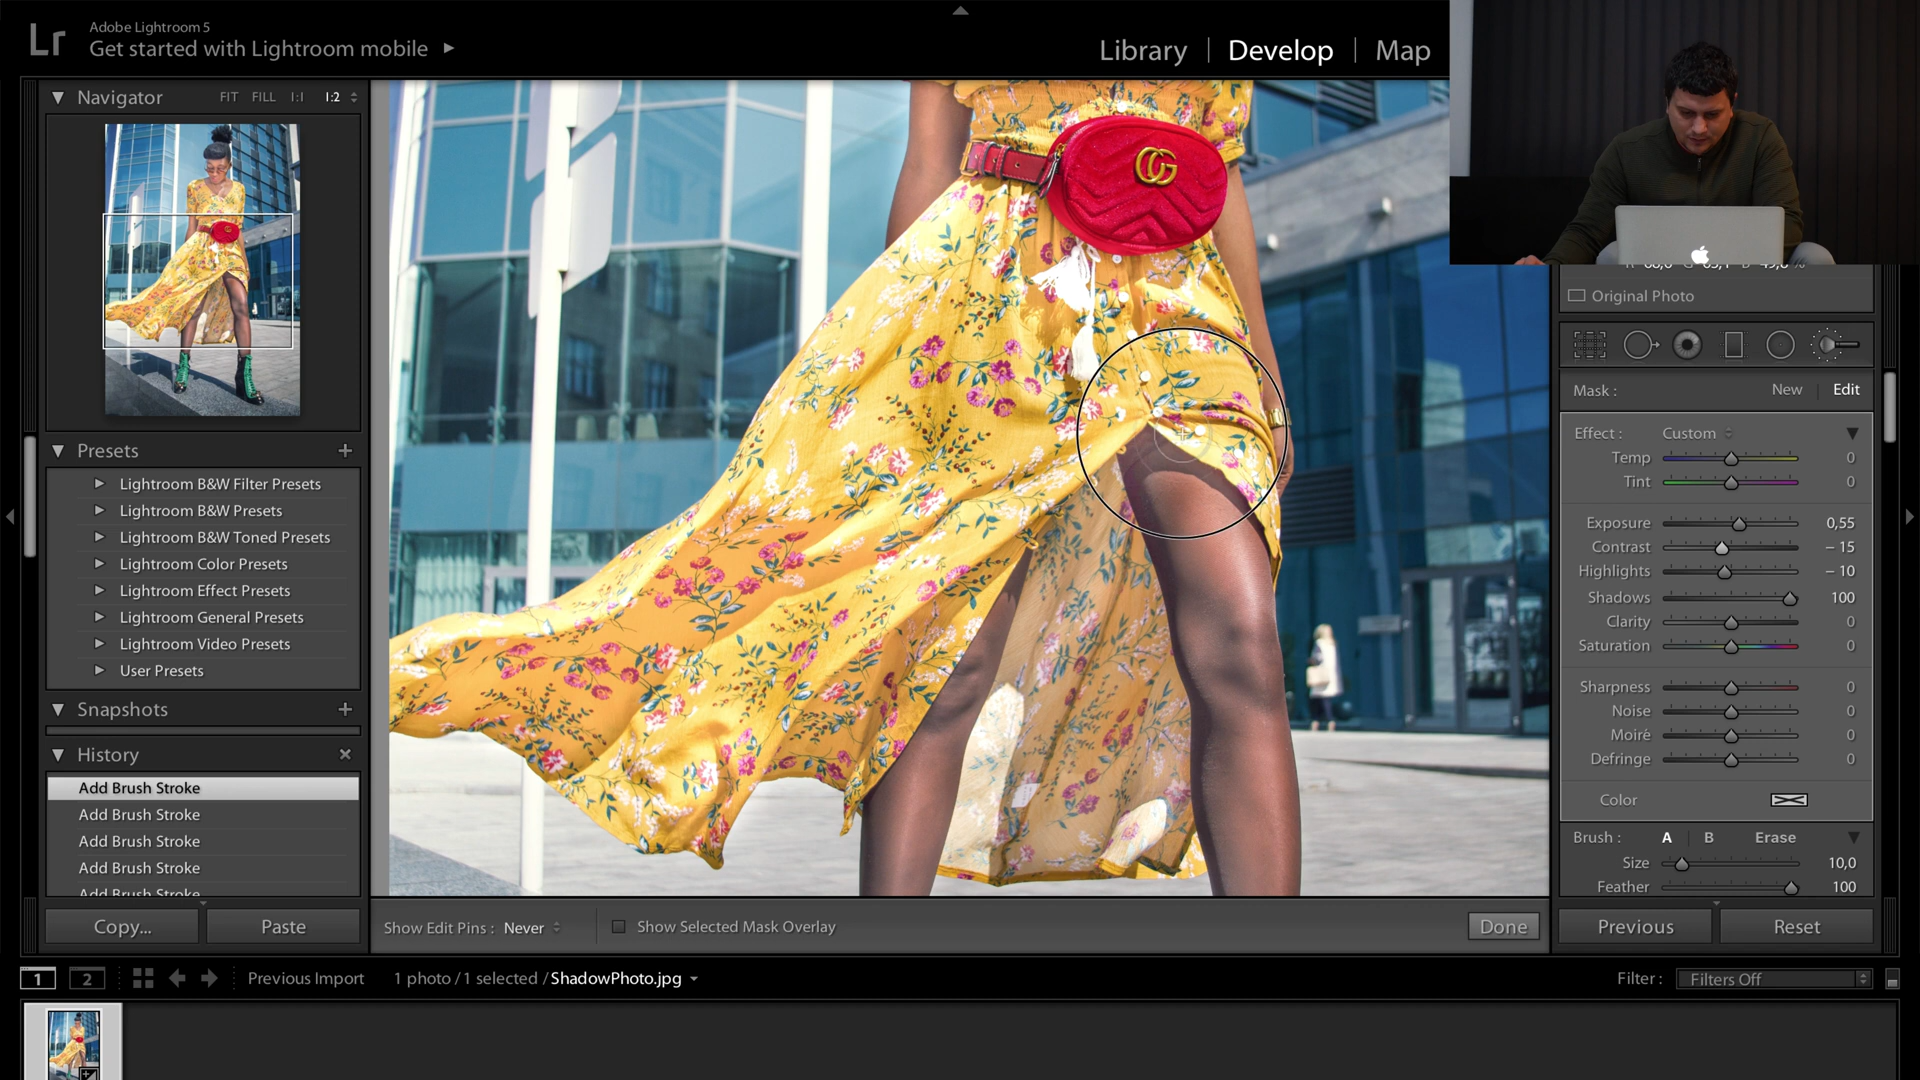 Lr
Adobe Lightroom 5
Get started with Lightroom mobile
Library | Develop | Map
Navigator FIT FILL 1:1 1:2
Presets
Lightroom B&W Filter Presets
Lightroom B&W Presets
Lightroom B&W Toned Presets
Lightroom Color Presets
Lightroom Effect Presets
Lightroom General Presets
Lightroom Video Presets
User Presets
Snapshots
History
Add Brush Stroke
Add Brush Stroke
Add Brush Stroke
Add Brush Stroke
Add Brush Stroke
Copy... Paste
Show Edit Pins : Never Show Selected Mask Overlay Done
Original Photo
Mask : New Edit
Effect : Custom
Temp 0
Tint 0
Exposure 0,55
Contrast – 15
Highlights – 10
Shadows 100
Clarity 0
Saturation 0
Sharpness 0
Noise 0
Moiré 0
Defringe 0
Color
Brush : A B Erase
Size 10,0
Feather 100
Previous Reset
1 2 Previous Import 1 photo / 1 selected / ShadowPhoto.jpg
Filter : Filters Off